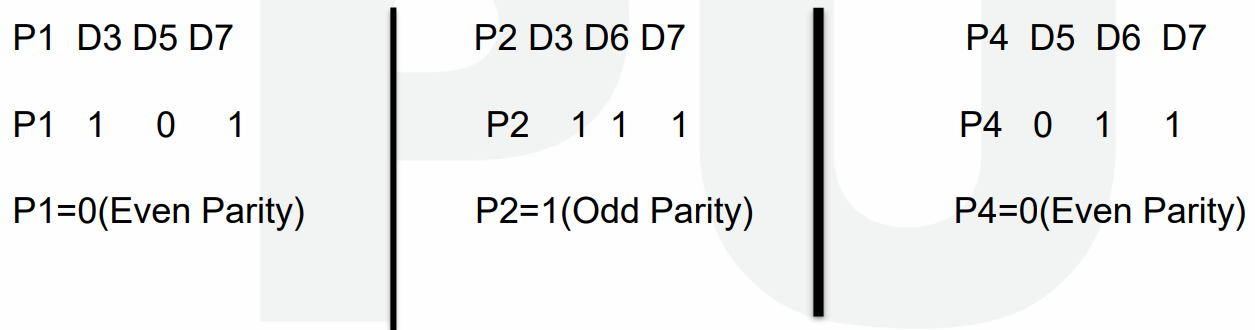 P1 D3 D5 D7
P1 1 0 1
P1=0(Even Parity)
P2 D3 D6 D7
P2 1 1 1
P2=1(Odd Parity)
P4 D5 D6 D7
P4 0 1 1
P4=0(Even Parity)
PU